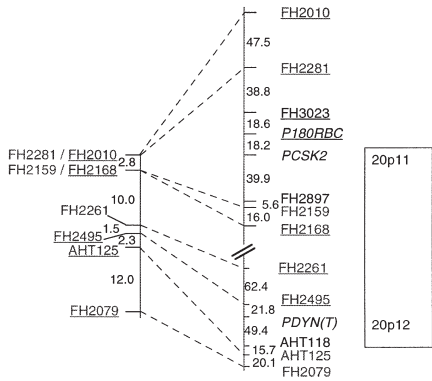 FH2010
47.5
FH2281
38.8
FH3023
18.6
P180RBC
18.2
FH2281 / FH2010
PCSK2
20p11
2.8
FH2159 / FH2168
39.9
10.0
FH2897
5.6
FH2159
FH2261
16.0
1.5
FH2168
FH2495
2.3
AHT125
FH2261
12.0
62.4
FH2495
21.8
FH2079
PDYN(T)
20p12
49.4
AHT118
15.7
AHT125
20.1
FH2079